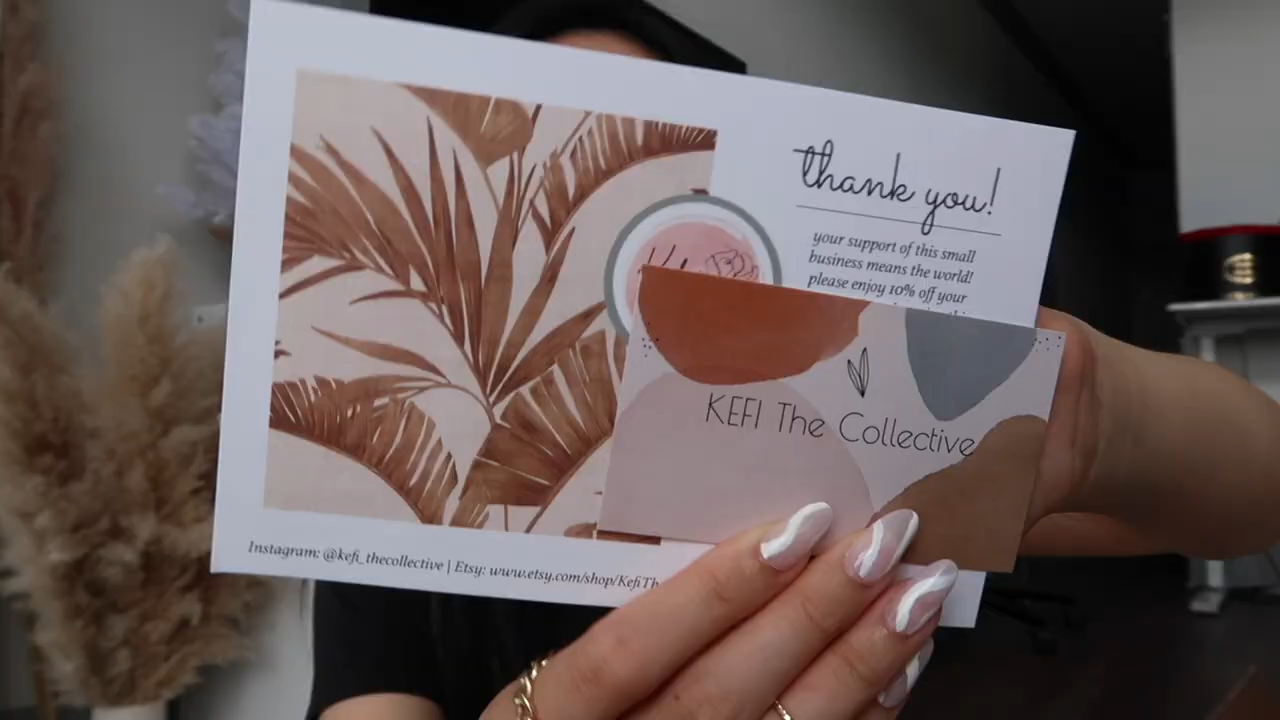 thank you!
your support of this small
business means the world!
please enjoy 10% off your
KEFI The Collective
Instagram: @kefi_thecollective | Etsy: www.etsy.com/shop/KefiTh